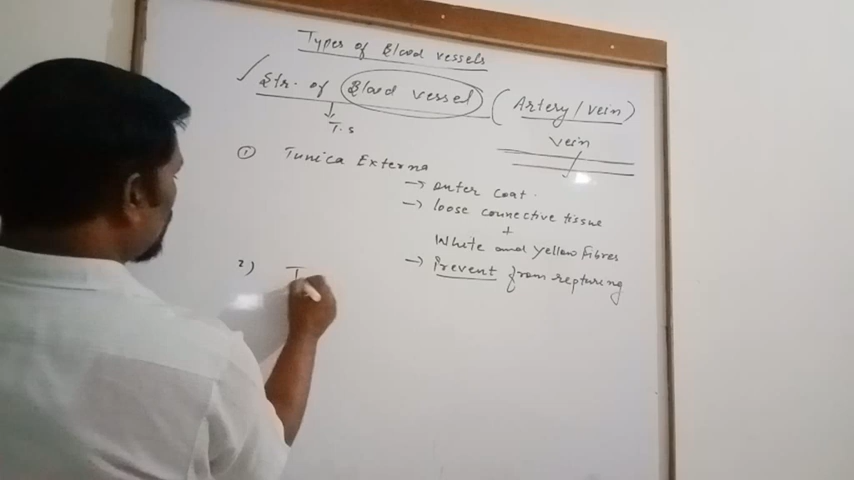 Types of Blood vessels
Str. of Blood vessel (Artery/vein)
T.s
vein
① Tunica Externa
→ outer coat.
→ loose connective tissue
+
White and yellow Fibres
→ Prevent from repturing
2) T